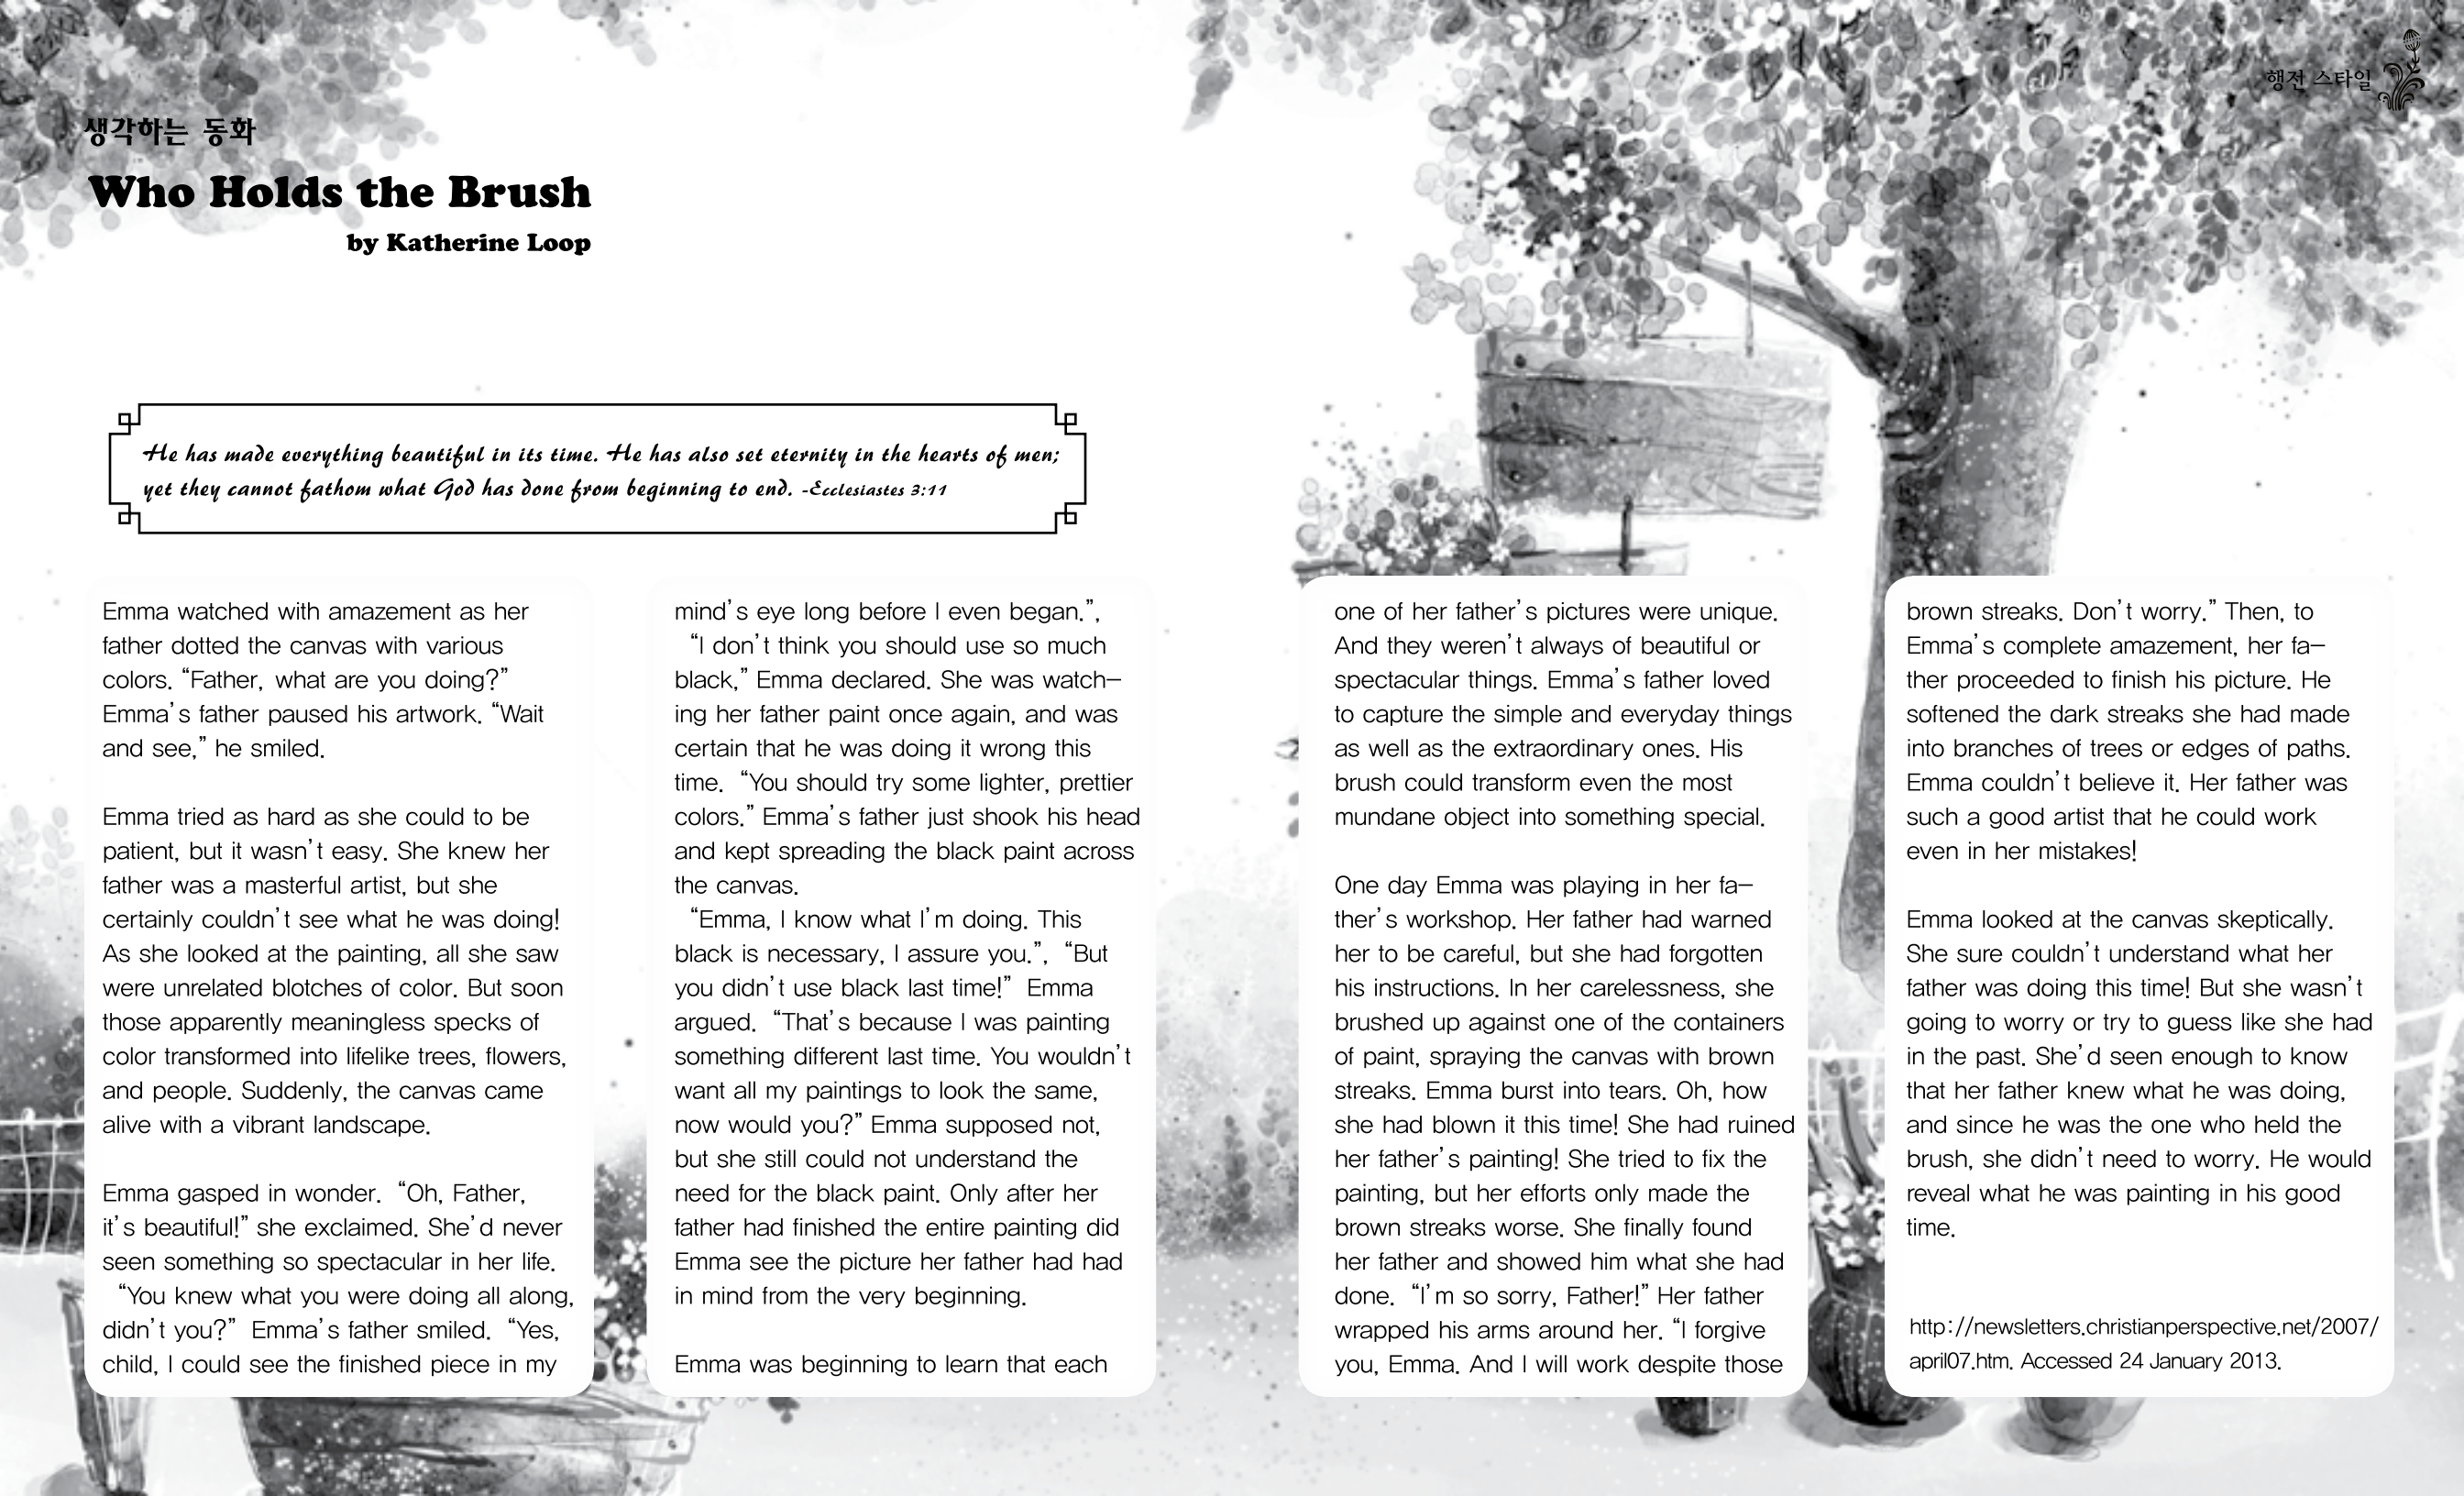 행전 스타일
생각하는 동화
Who Holds the Brush
by Katherine Loop
He has made everything beautiful in its time. He has also set eternity in the hearts of men;
yet they cannot fathom what God has done from beginning to end. -Ecclesiastes 3:11
Emma watched with amazement as her
father dotted the canvas with various
colors. “Father, what are you doing?”
Emma’s father paused his artwork. “Wait
and see,” he smiled.
Emma tried as hard as she could to be
patient, but it wasn’t easy. She knew her
father was a masterful artist, but she
certainly couldn’t see what he was doing!
As she looked at the painting, all she saw
were unrelated blotches of color. But soon
those apparently meaningless specks of
color transformed into lifelike trees, flowers,
and people. Suddenly, the canvas came
alive with a vibrant landscape.
Emma gasped in wonder. “Oh, Father,
it’s beautiful!” she exclaimed. She’d never
seen something so spectacular in her life.
“You knew what you were doing all along,
didn’t you?” Emma’s father smiled. “Yes,
child, I could see the finished piece in my
mind’s eye long before I even began.”,
“I don’t think you should use so much
black,” Emma declared. She was watch-
ing her father paint once again, and was
certain that he was doing it wrong this
time. “You should try some lighter, prettier
colors.” Emma’s father just shook his head
and kept spreading the black paint across
the canvas.
“Emma, I know what I’m doing. This
black is necessary, I assure you.”, “But
you didn’t use black last time!” Emma
argued. “That’s because I was painting
something different last time. You wouldn’t
want all my paintings to look the same,
now would you?” Emma supposed not,
but she still could not understand the
need for the black paint. Only after her
father had finished the entire painting did
Emma see the picture her father had had
in mind from the very beginning.
Emma was beginning to learn that each
one of her father’s pictures were unique.
And they weren’t always of beautiful or
spectacular things. Emma’s father loved
to capture the simple and everyday things
as well as the extraordinary ones. His
brush could transform even the most
mundane object into something special.
One day Emma was playing in her fa-
ther’s workshop. Her father had warned
her to be careful, but she had forgotten
his instructions. In her carelessness, she
brushed up against one of the containers
of paint, spraying the canvas with brown
streaks. Emma burst into tears. Oh, how
she had blown it this time! She had ruined
her father’s painting! She tried to fix the
painting, but her efforts only made the
brown streaks worse. She finally found
her father and showed him what she had
done. “I’m so sorry, Father!” Her father
wrapped his arms around her. “I forgive
you, Emma. And I will work despite those
brown streaks. Don’t worry.” Then, to
Emma’s complete amazement, her fa-
ther proceeded to finish his picture. He
softened the dark streaks she had made
into branches of trees or edges of paths.
Emma couldn’t believe it. Her father was
such a good artist that he could work
even in her mistakes!
Emma looked at the canvas skeptically.
She sure couldn’t understand what her
father was doing this time! But she wasn’t
going to worry or try to guess like she had
in the past. She’d seen enough to know
that her father knew what he was doing,
and since he was the one who held the
brush, she didn’t need to worry. He would
reveal what he was painting in his good
time.
http://newsletters.christianperspective.net/2007/
april07.htm. Accessed 24 January 2013.